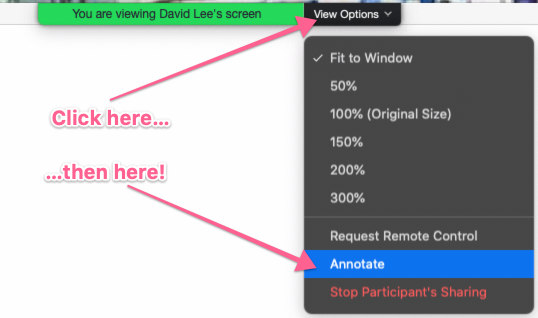 You are viewing David Lee's screen
View Options
✓ Fit to Window
50%
Click here...
100% (Original Size)
150%
...then here!
200%
300%
Request Remote Control
Annotate
Stop Participant's Sharing